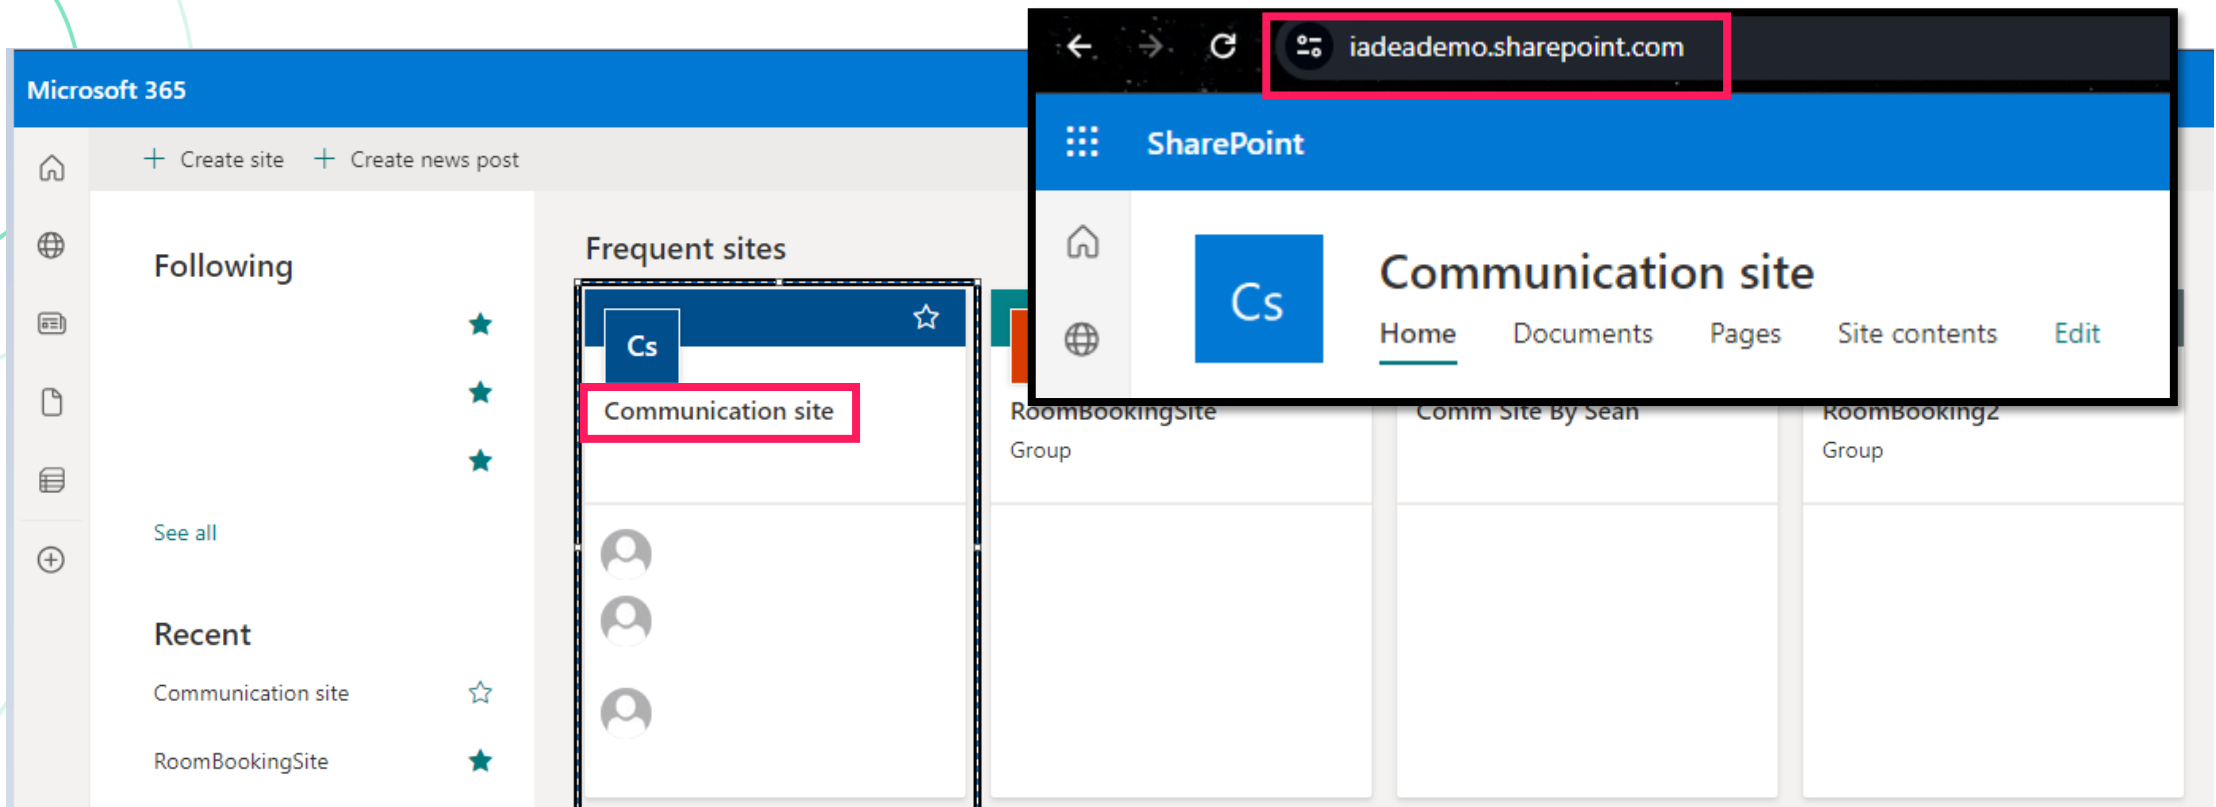 Microsoft 365
Create site
Create news post
Following
See all
Recent
Communication site
RoomBookingSite
Frequent sites
Cs
Communication site
RoomBookingSite
Group
Comm Site By Sean
RoomBooking2
Group
iadeademo.sharepoint.com
SharePoint
Cs
Communication site
Home Documents Pages Site contents Edit